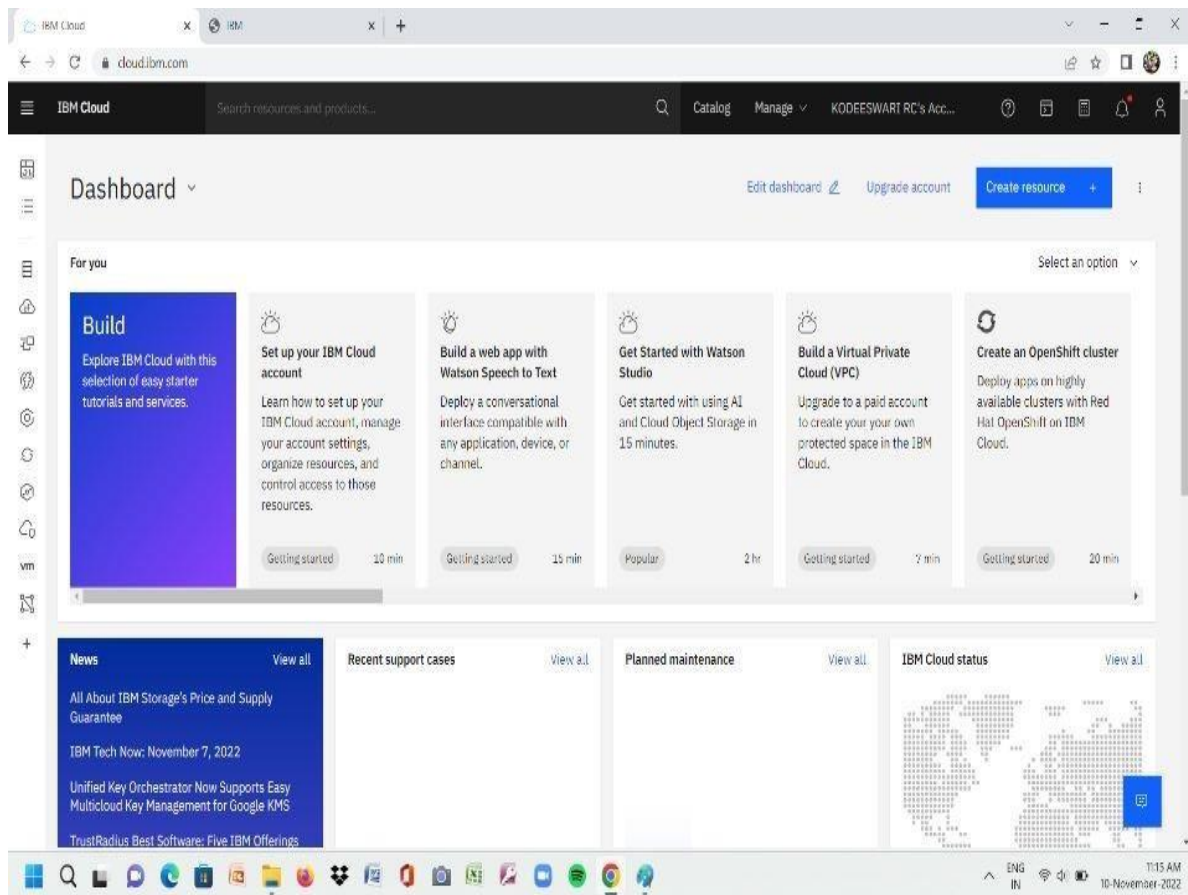 IBM Cloud
IBM
cloud.ibm.com
IBM Cloud
Search resources and products...
Catalog
Manage
KODEESWARI RC's Acc...
Dashboard
Edit dashboard
Upgrade account
Create resource +
For you
Select an option
Build
Explore IBM Cloud with this
selection of easy starter
tutorials and services.
Set up your IBM Cloud
account
Learn how to set up your
IBM Cloud account, manage
your account settings,
organize resources, and
control access to those
resources.
Getting started
10 min
Build a web app with
Watson Speech to Text
Deploy a conversational
interface compatible with
any application, device, or
channel.
Getting started
15 min
Get Started with Watson
Studio
Get started with using AI
and Cloud Object Storage in
15 minutes.
Popular
2 hr
Build a Virtual Private
Cloud (VPC)
Upgrade to a paid account
to create your your own
protected space in the IBM
Cloud.
Getting started
7 min
Create an OpenShift cluster
Deploy apps on highly
available clusters with Red
Hat OpenShift on IBM
Cloud.
Getting started
20 min
vm
News
View all
All About IBM Storage's Price and Supply
Guarantee
IBM Tech Now: November 7, 2022
Unified Key Orchestrator Now Supports Easy
Multicloud Key Management for Google KMS
TrustRadius Best Software: Five IBM Offerings
Recent support cases
View all
Planned maintenance
View all
IBM Cloud status
View all
ENG
IN
11:15 AM
10-November-2022